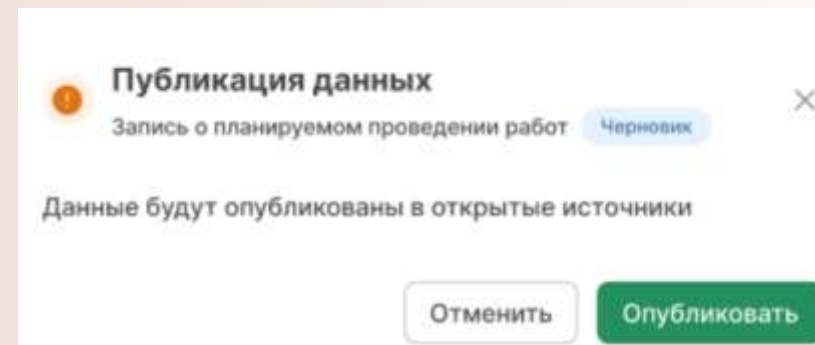 Публикация данных
Запись о планируемом проведении работ Черновик
Данные будут опубликованы в открытые источники
Отменить Опубликовать